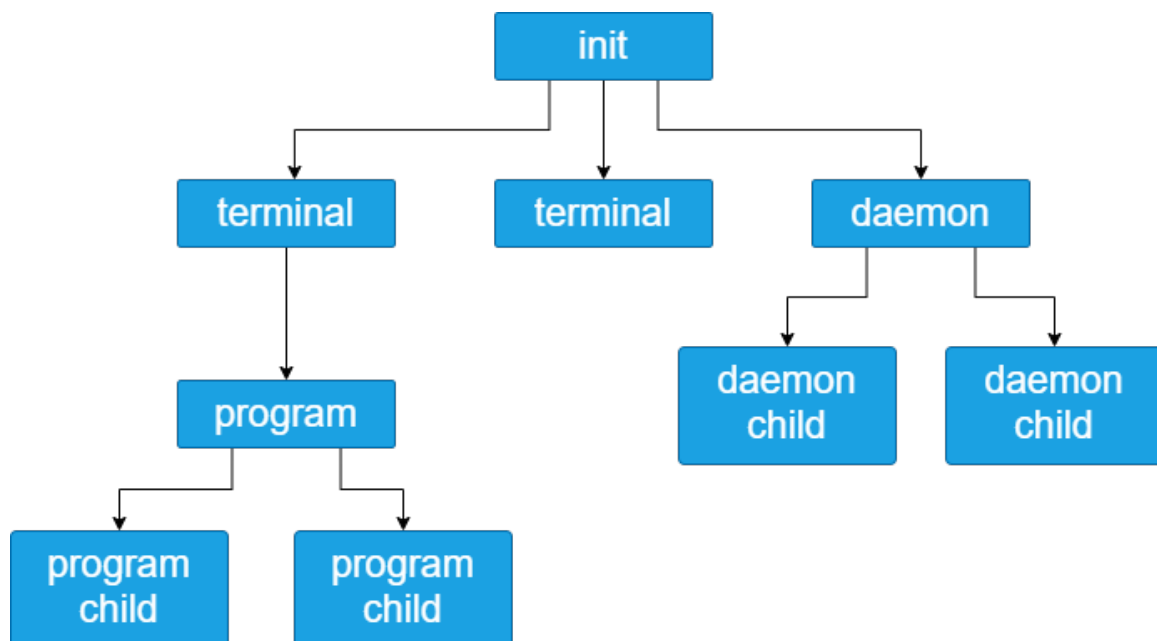 init
terminal
terminal
daemon
daemon
child
daemon
child
program
program
child
program
child